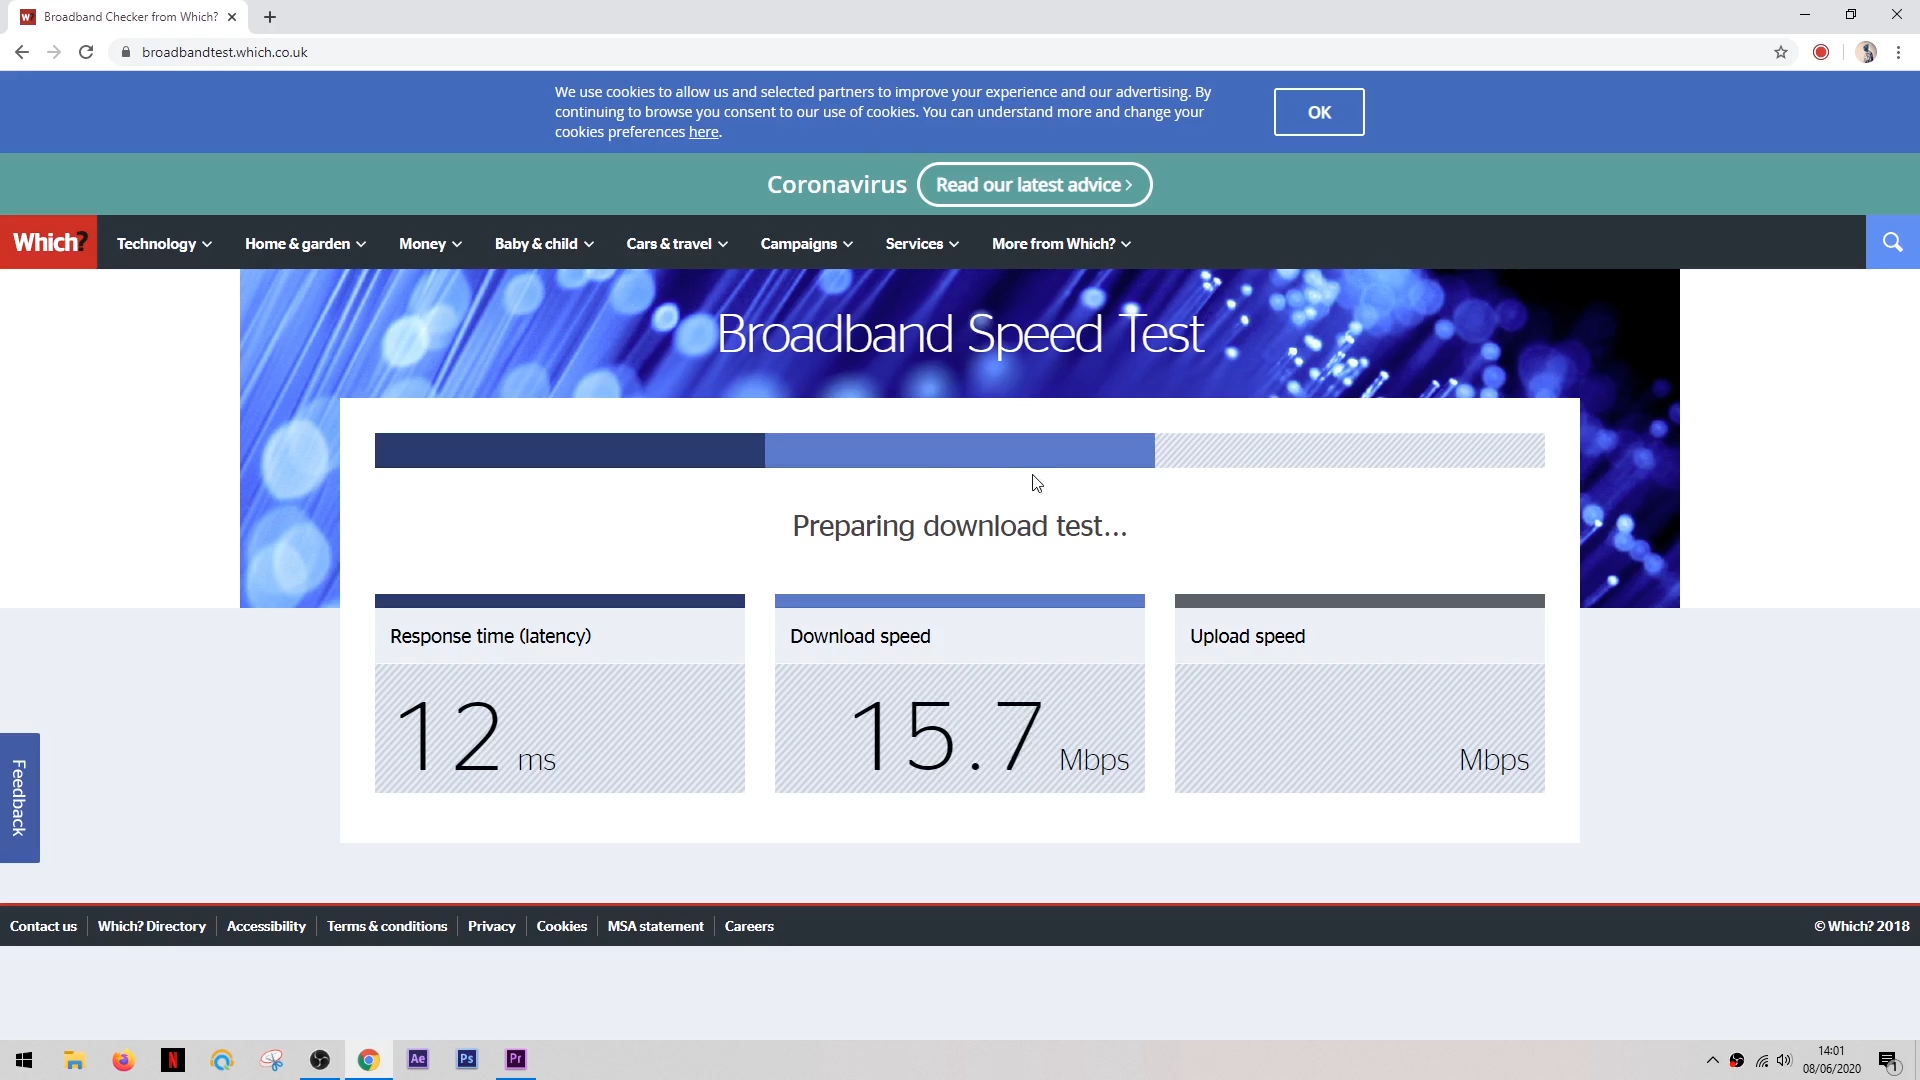 Broadband Checker from Which?
broadbandtest.which.co.uk
We use cookies to allow us and selected partners to improve your experience and our advertising. By
continuing to browse you consent to our use of cookies. You can understand more and change your
cookies preferences here.
OK
Coronavirus
Read our latest advice
Which?
Technology
Home & garden
Money
Baby & child
Cars & travel
Campaigns
Services
More from Which?
Broadband Speed Test
Preparing download test...
Response time (latency)
12 ms
Download speed
15.7 Mbps
Upload speed
Mbps
Feedback
Contact us
Which? Directory
Accessibility
Terms & conditions
Privacy
Cookies
MSA statement
Careers
© Which? 2018
N
Ae
Ps
Pr
14:01
08/06/2020
1